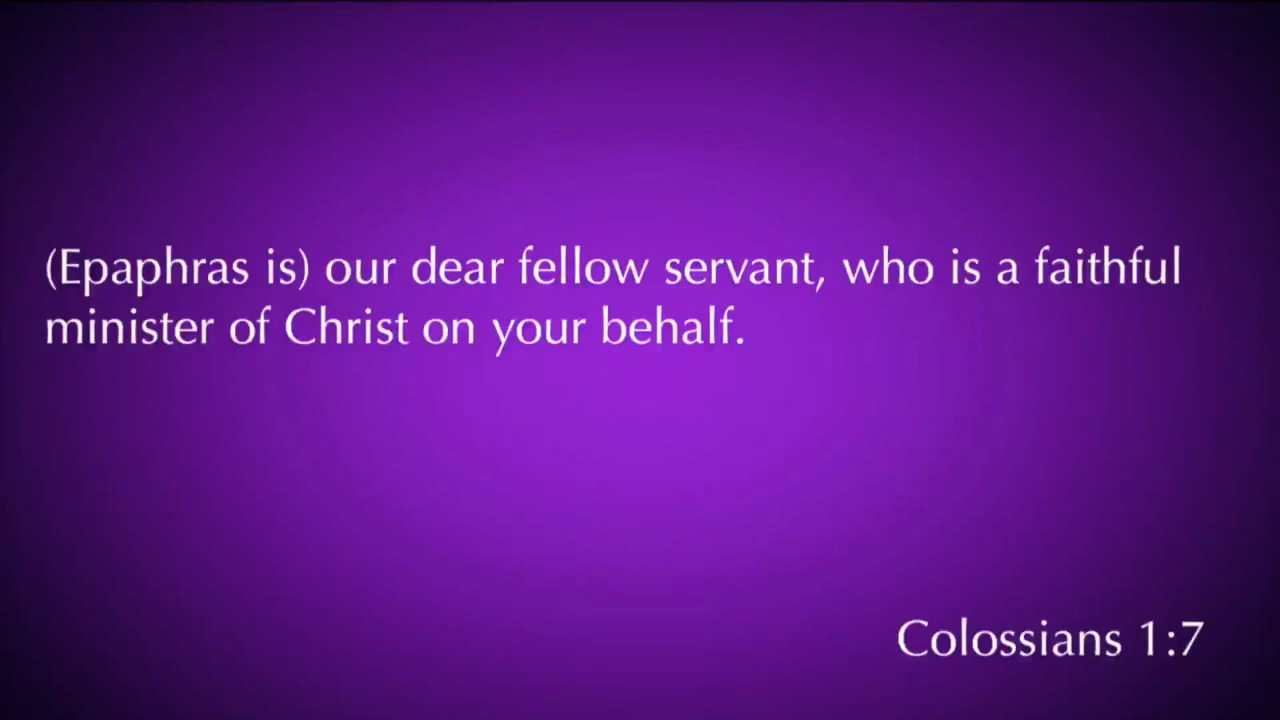 (Epaphras is) our dear fellow servant, who is a faithful
minister of Christ on your behalf.
Colossians 1:7